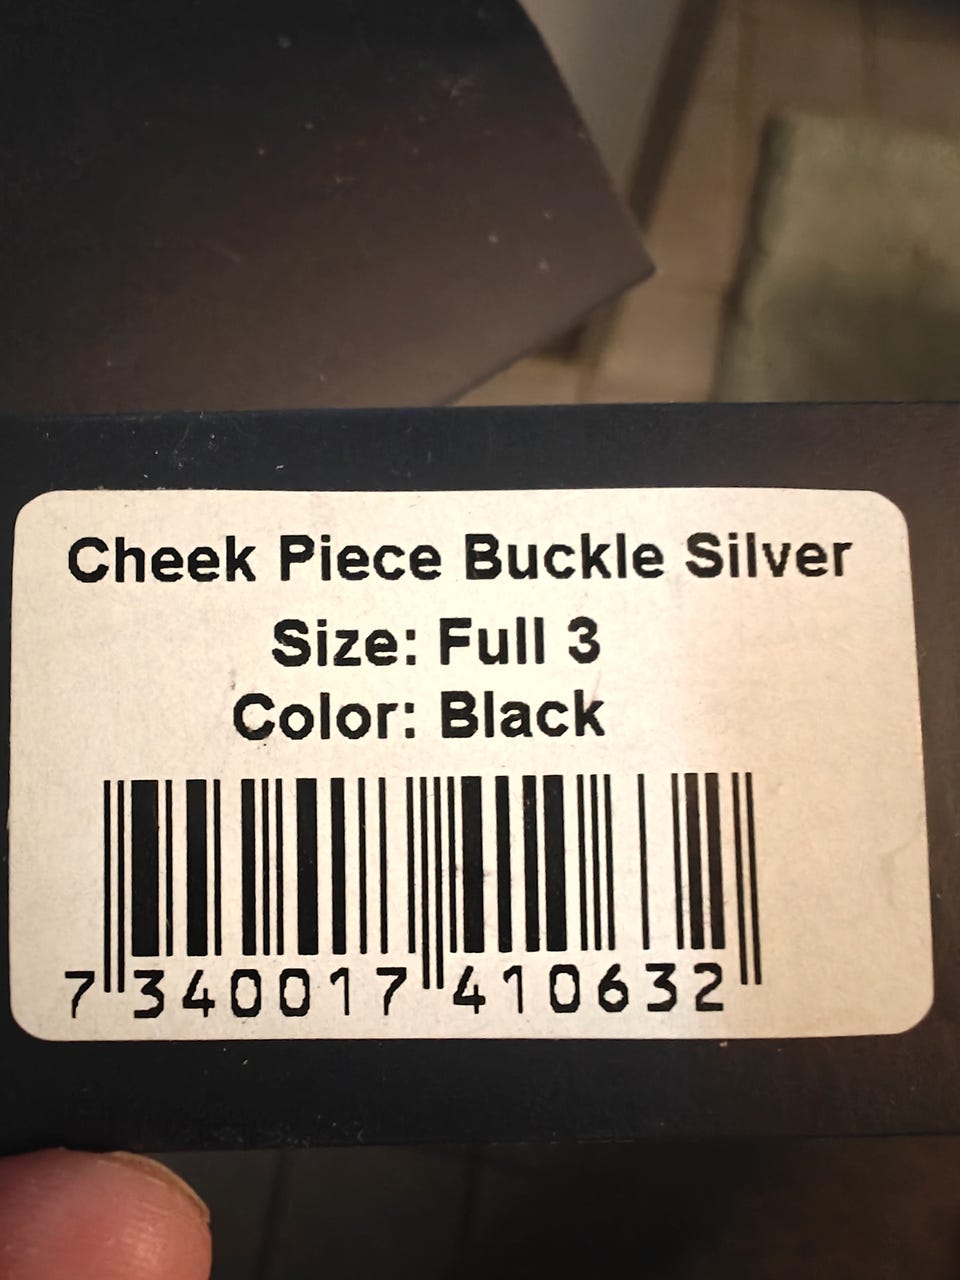 Cheek Piece Buckle Silver
Size: Full 3
Color: Black
7 340017 410632